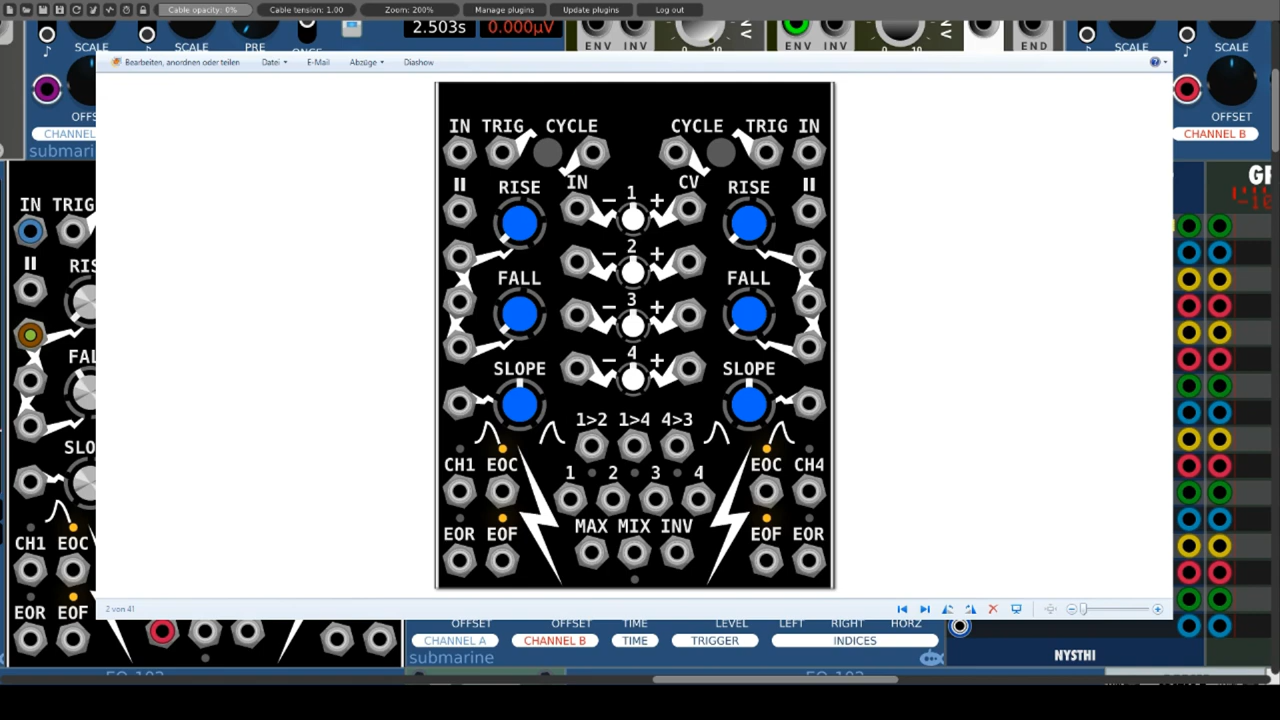 Cable opacity: 0% Cable tension: 1.00 Zoom: 200% Manage plugins Update plugins Log out
2.503s 0.000µV
ENV INV 10 ENV INV 10 END
SCALE SCALE PRE SCALE SCALE
Bearbeiten, anordnen oder teilen Datei E-Mail Abzüge Diashow
OFFSET
CHANNEL CHANNEL B
submarine
IN TRIG CYCLE CYCLE TRIG IN
II RISE IN 1 CV RISE II
- +
2
- +
FALL FALL
3
- +
4
- +
SLOPE SLOPE
1>2 1>4 4>3
CH1 EOC 1 2 3 4 EOC CH4
EOR EOF MAX MIX INV EOF EOR
IN TRIG
II
CH1 EOC
EOR EOF
2 von 41
OFFSET OFFSET TIME LEVEL LEFT RIGHT HORZ
CHANNEL A CHANNEL B TIME TRIGGER INDICES
submarine
NYSTHI